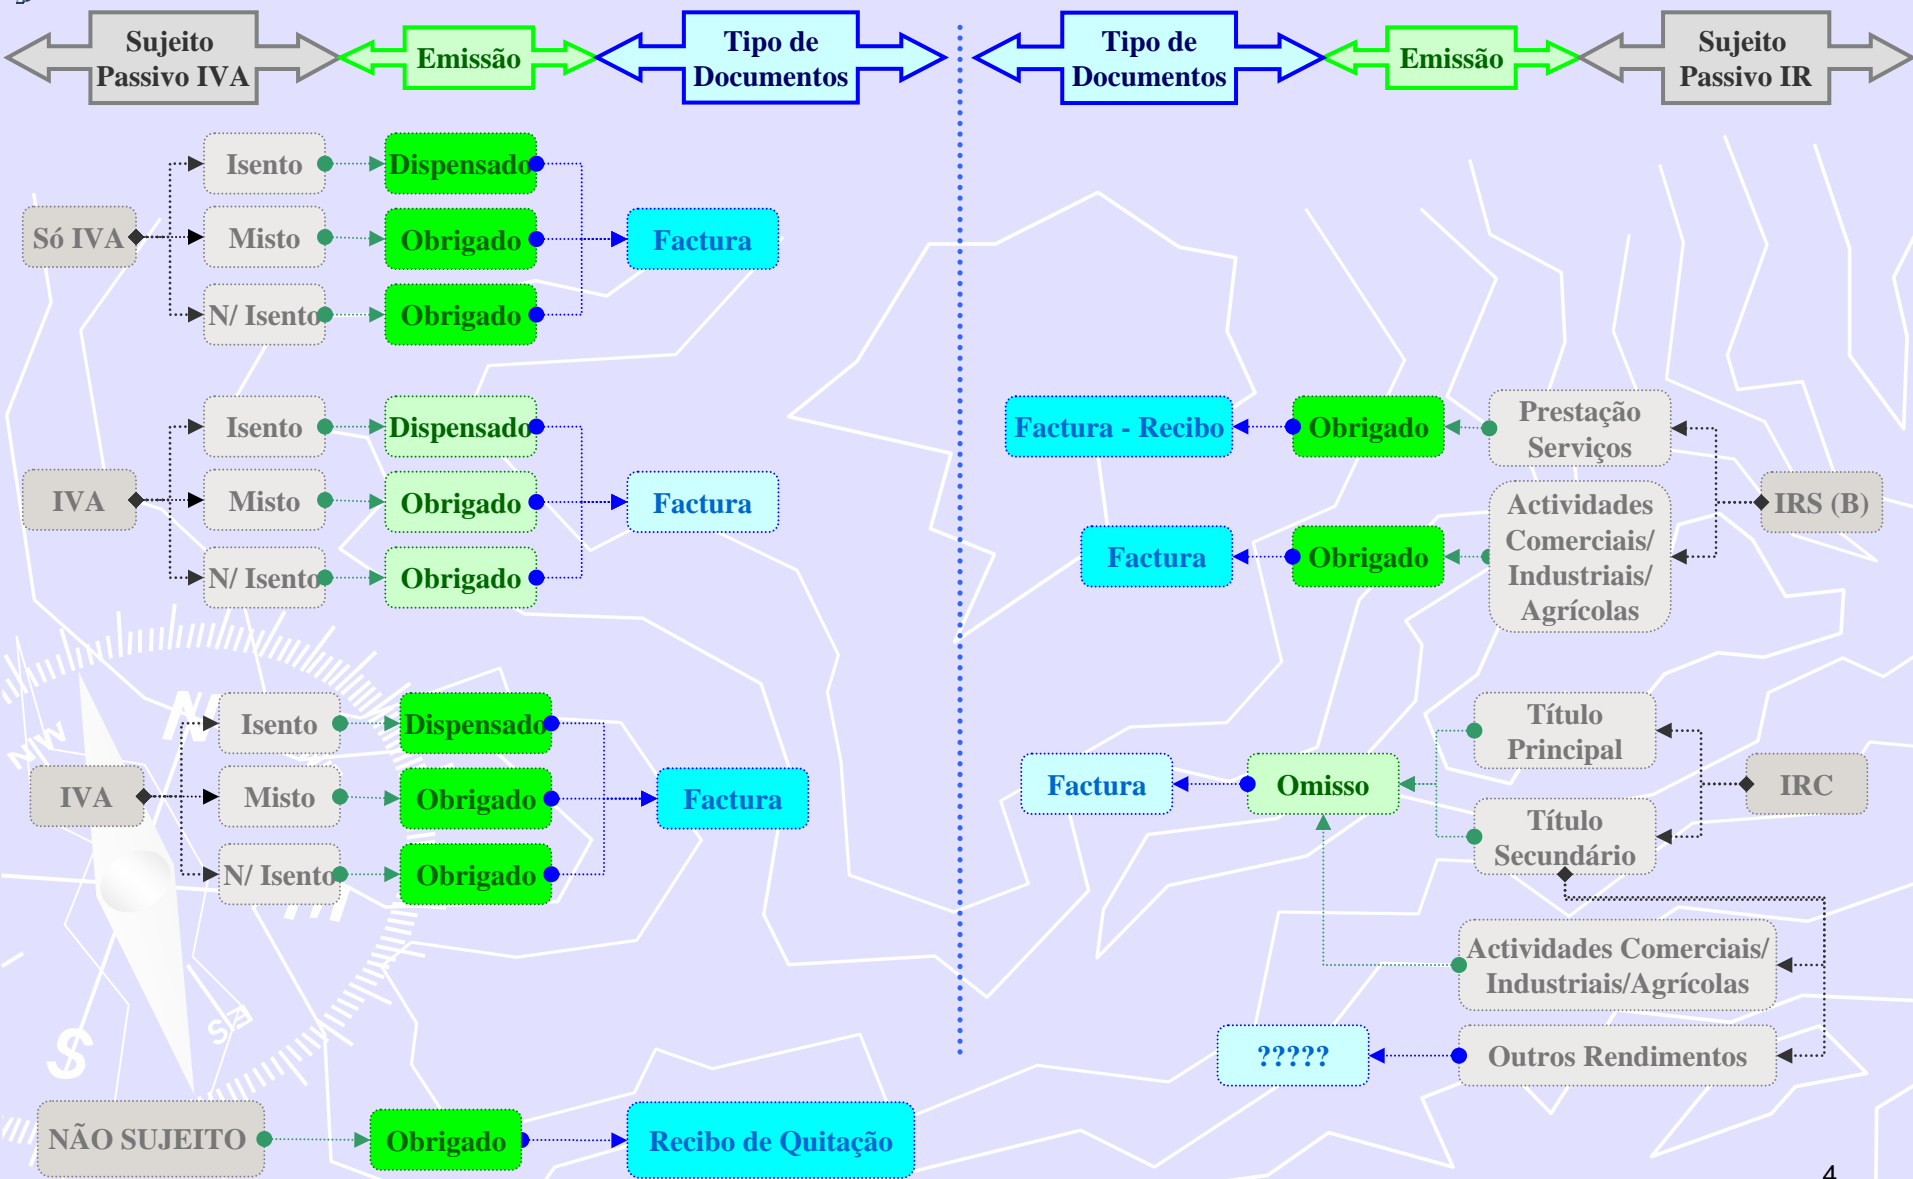 Sujeito
Passivo IVA
Emissão
Tipo de
Documentos
Tipo de
Documentos
Emissão
Sujeito
Passivo IR
Só IVA
Isento
Dispensado
Misto
Obrigado
N/ Isento
Obrigado
Factura
IVA
Isento
Dispensado
Misto
Obrigado
N/ Isento
Obrigado
Factura
Factura - Recibo
Obrigado
Prestação
Serviços
Factura
Obrigado
Actividades
Comerciais/
Industriais/
Agrícolas
IRS (B)
IVA
Isento
Dispensado
Misto
Obrigado
N/ Isento
Obrigado
Factura
Factura
Omisso
Título
Principal
Título
Secundário
IRC
Actividades Comerciais/
Industriais/Agrícolas
?????
Outros Rendimentos
NÃO SUJEITO
Obrigado
Recibo de Quitação
NW
N
E
SE
S
4